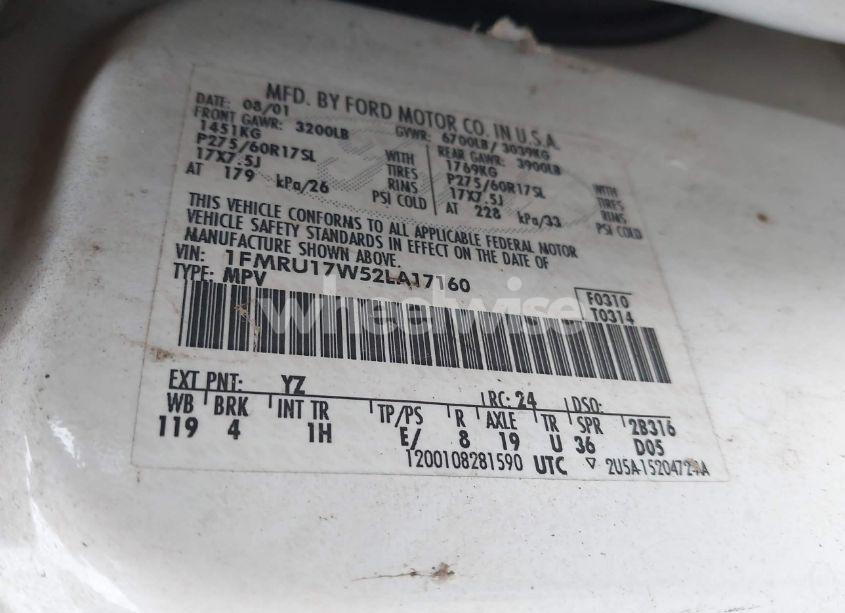 MFD. BY FORD MOTOR CO. IN U.S.A.
DATE: 08/01 GVWR: 6700LB/ 3039KG
FRONT GAWR: 3200LB REAR GAWR: 3900LB
1451KG WITH 1769KG WITH
P275/60R17SL TIRES P275/60R17SL TIRES
17X7.5J RINS 17X7.5J RINS
AT 179 kPa/26 PSI COLD AT 228 kPa/33 PSI COLD
THIS VEHICLE CONFORMS TO ALL APPLICABLE FEDERAL MOTOR
VEHICLE SAFETY STANDARDS IN EFFECT ON THE DATE OF
MANUFACTURE SHOWN ABOVE.
VIN: 1FMRU17W52LA17160
TYPE: MPV
F0310
T0314
wheelwise
EXT PNT: YZ RC: 24 DSO:
WB BRK INT TR TP/PS R AXLE TR SPR 2B316
119 4 1H E/ 8 19 U 36 D05
1200108281590 UTC